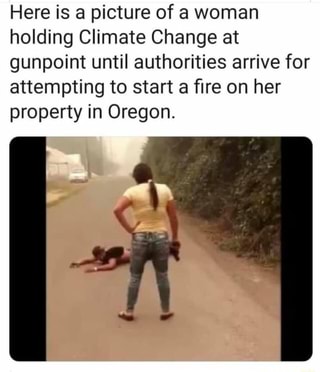 Here is a picture of a woman
holding Climate Change at
gunpoint until authorities arrive for
attempting to start a fire on her
property in Oregon.